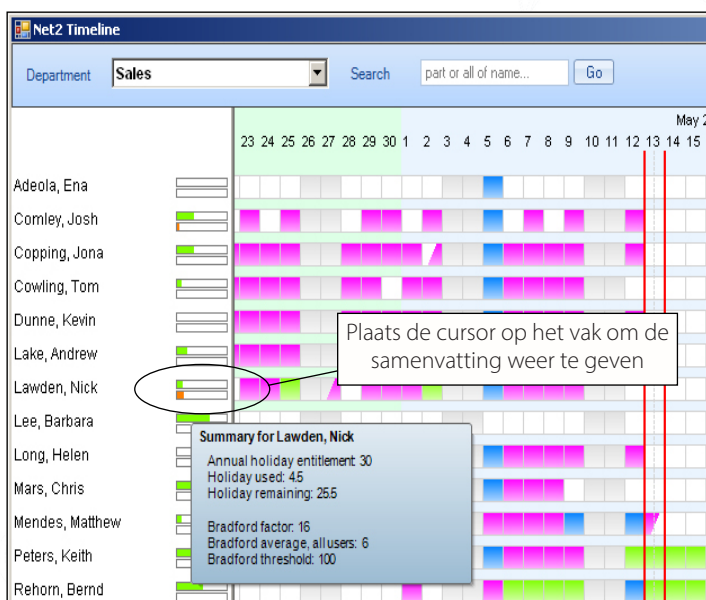 Net2 Timeline
Department Sales Search part or all of name... Go
May 2
23 24 25 26 27 28 29 30 1 2 3 4 5 6 7 8 9 10 11 12 13 14 15
Adeola, Ena
Comley, Josh
Copping, Jona
Cowling, Tom
Dunne, Kevin
Plaats de cursor op het vak om de
samenvatting weer te geven
Lake, Andrew
Lawden, Nick
Lee, Barbara
Summary for Lawden, Nick
Annual holiday entitlement: 30
Holiday used: 4.5
Holiday remaining: 25.5
Bradford factor: 16
Bradford average, all users: 6
Bradford threshold: 100
Long, Helen
Mars, Chris
Mendes, Matthew
Peters, Keith
Rehorn, Bernd